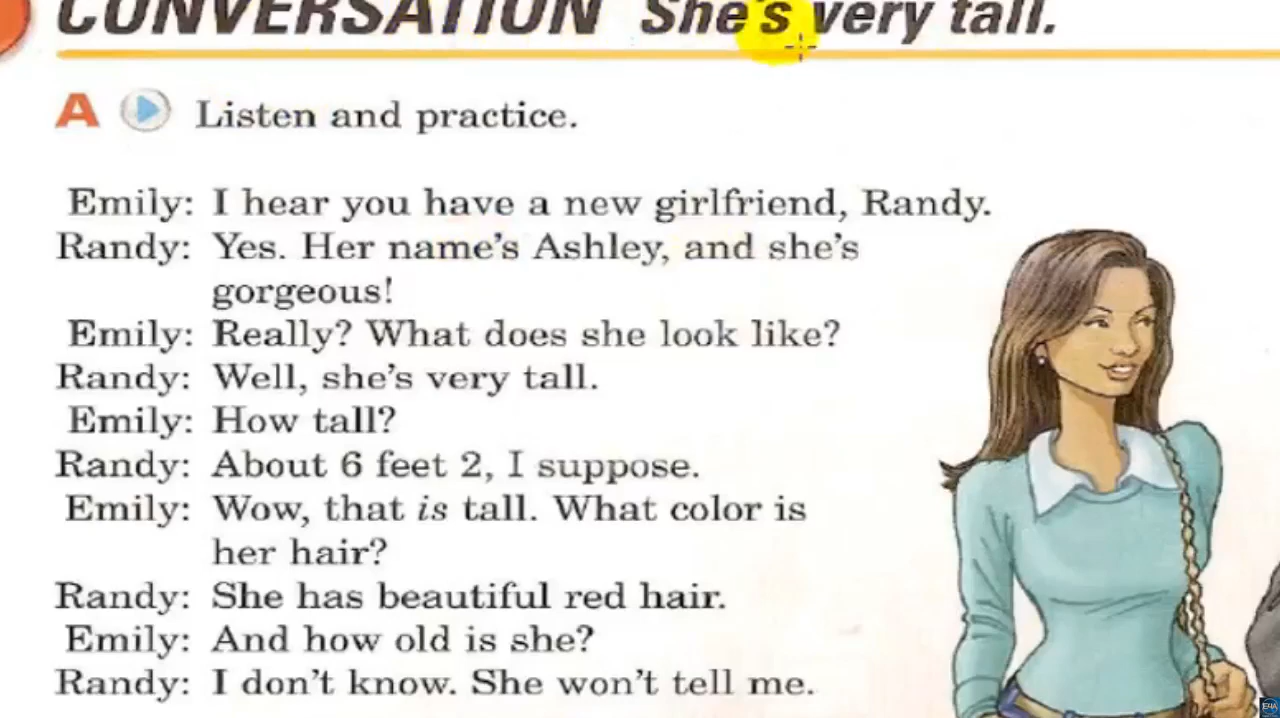 CONVERSATION She's very tall.
A Listen and practice.
Emily: I hear you have a new girlfriend, Randy.
Randy: Yes. Her name's Ashley, and she's
gorgeous!
Emily: Really? What does she look like?
Randy: Well, she's very tall.
Emily: How tall?
Randy: About 6 feet 2, I suppose.
Emily: Wow, that is tall. What color is
her hair?
Randy: She has beautiful red hair.
Emily: And how old is she?
Randy: I don't know. She won't tell me.